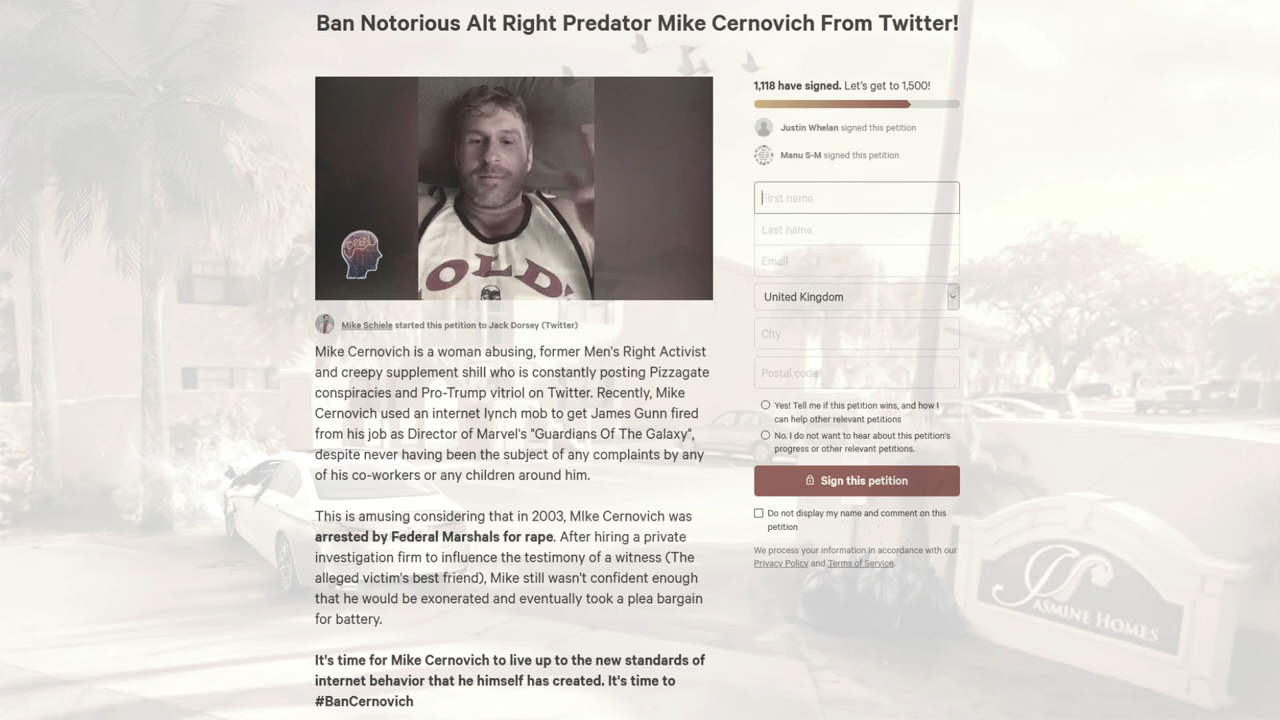 Ban Notorious Alt Right Predator Mike Cernovich From Twitter!
OLD
Mike Schiele started this petition to Jack Dorsey (Twitter)
Mike Cernovich is a woman abusing, former Men's Right Activist
and creepy supplement shill who is constantly posting Pizzagate
conspiracies and Pro-Trump vitriol on Twitter. Recently, Mike
Cernovich used an internet lynch mob to get James Gunn fired
from his job as Director of Marvel's "Guardians Of The Galaxy",
despite never having been the subject of any complaints by any
of his co-workers or any children around him.
This is amusing considering that in 2003, MIke Cernovich was
arrested by Federal Marshals for rape. After hiring a private
investigation firm to influence the testimony of a witness (The
alleged victim's best friend), Mike still wasn't confident enough
that he would be exonerated and eventually took a plea bargain
for battery.
It's time for Mike Cernovich to live up to the new standards of
internet behavior that he himself has created. It's time to
#BanCernovich
1,118 have signed. Let's get to 1,500!
Justin Whelan signed this petition
Manu S-M signed this petition
First name
Last name
Email
United Kingdom
City
Postal code
Yes! Tell me if this petition wins, and how I
can help other relevant petitions
No. I do not want to hear about this petition's
progress or other relevant petitions.
Sign this petition
Do not display my name and comment on this
petition
We process your information in accordance with our
Privacy Policy and Terms of Service.
JASMINE HOMES